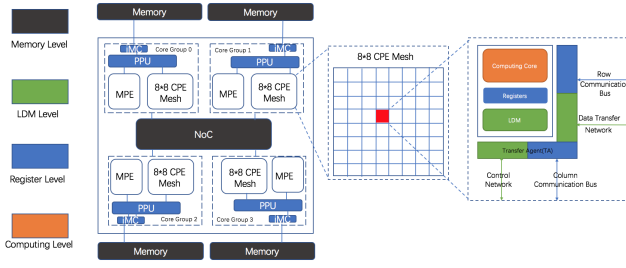 Memory Level
LDM Level
Register Level
Computing Level
Memory
Memory
iMC
Core Group 0
Core Group 1
iMC
PPU
PPU
MPE
8*8 CPE
Mesh
MPE
8*8 CPE
Mesh
NoC
MPE
8*8 CPE
Mesh
8*8 CPE
Mesh
MPE
PPU
PPU
iMC
Core Group 2
Core Group 3
iMC
Memory
Memory
8*8 CPE Mesh
Computing Core
Registers
LDM
Row
Communication
Bus
Data Transfer
Network
Transfer Agent(TA)
Control
Network
Column
Communication Bus